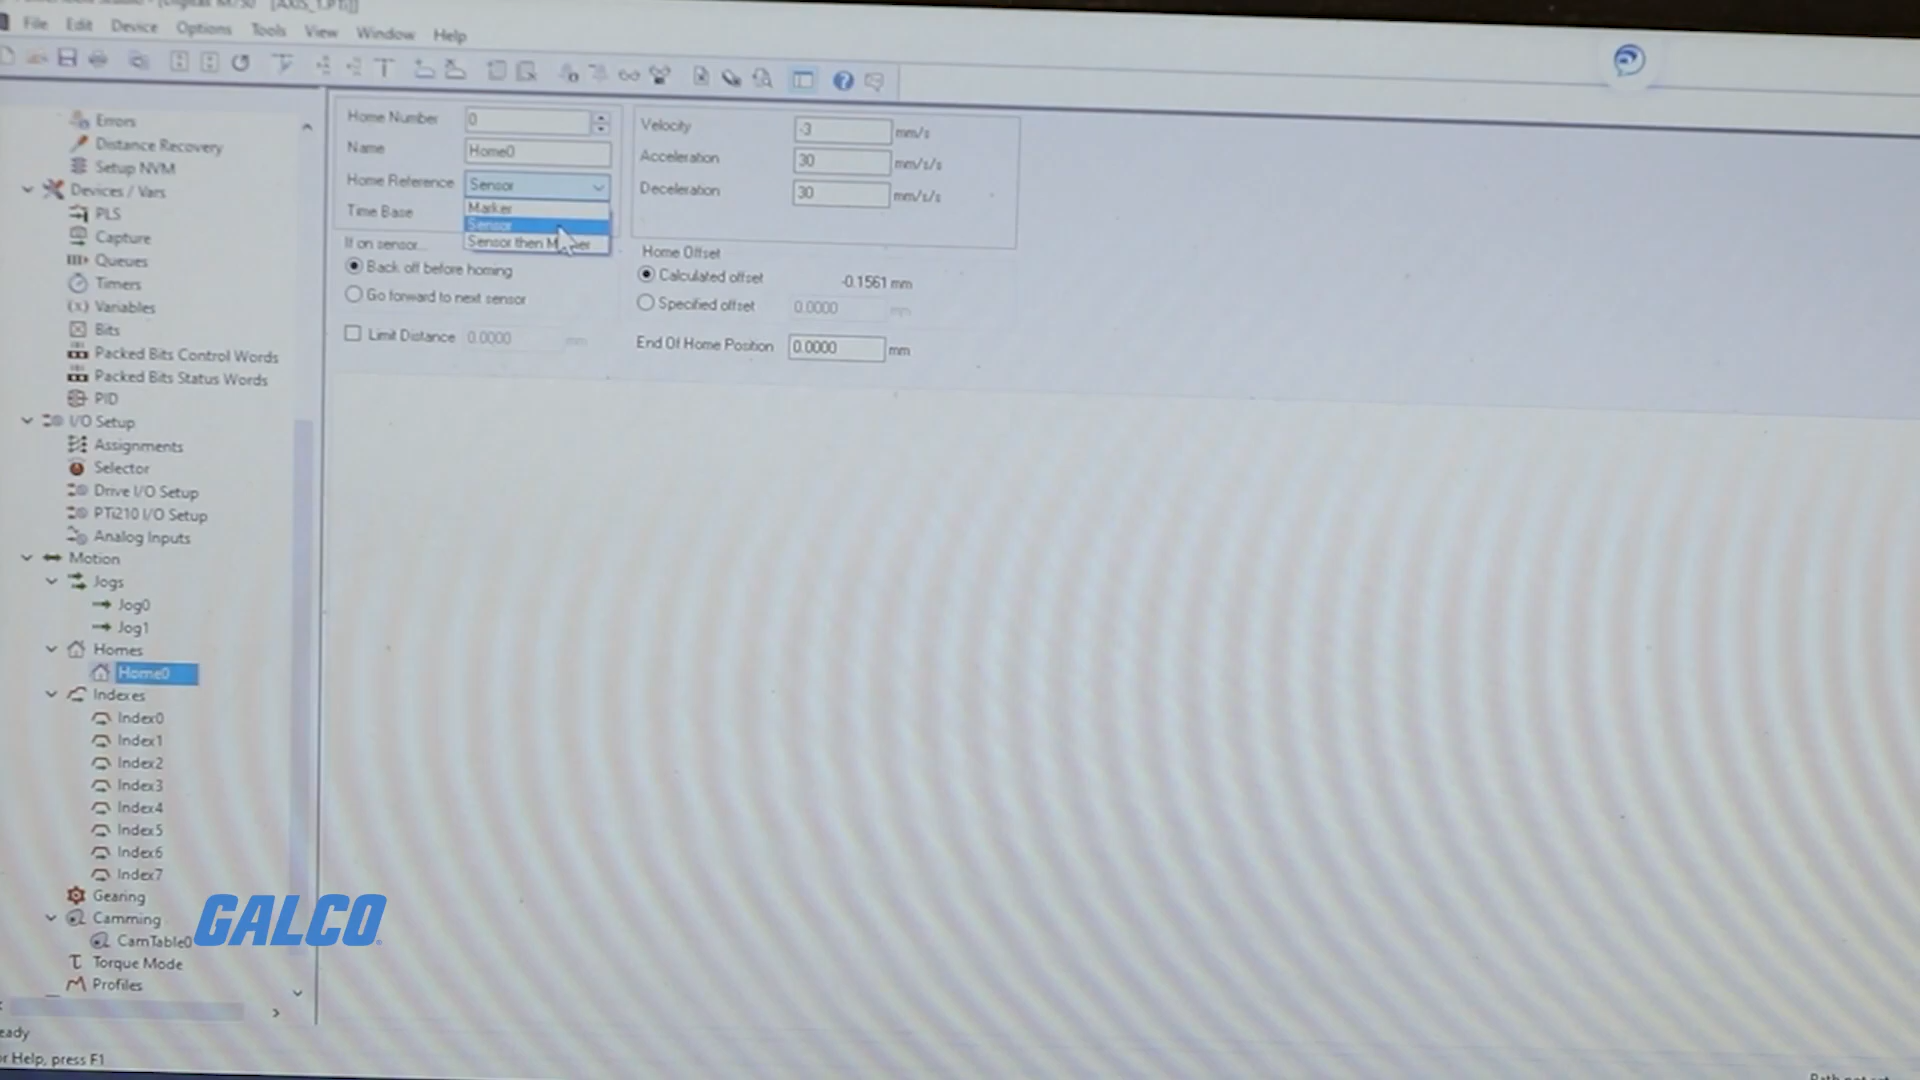 File Edit Device Options Tools View Window Help
Errors
Distance Recovery
Setup NVM
Devices / Vars
PLS
Capture
Queues
Timers
(x) Variables
Bits
Packed Bits Control Words
Packed Bits Status Words
PID
I/O Setup
Assignments
Selector
Drive I/O Setup
PTi210 I/O Setup
Analog Inputs
Motion
Jogs
Jog0
Jog1
Homes
Home0
Indexes
Index0
Index1
Index2
Index3
Index4
Index5
Index6
Index7
Gearing
Camming
CamTable0
Torque Mode
Profiles
Home Number 0
Name Home0
Home Reference Sensor
Marker
Time Base
Sensor
Sensor then
If on sensor...
Back off before homing
Go forward to next sensor
Limit Distance 0.0000 mm
Velocity -3 mm/s
Acceleration 30 mm/s/s
Deceleration 30 mm/s/s
Home Offset
Calculated offset -0.1561 mm
Specified offset 0.0000 mm
End Of Home Position 0.0000 mm
GALCO
Help, press F1